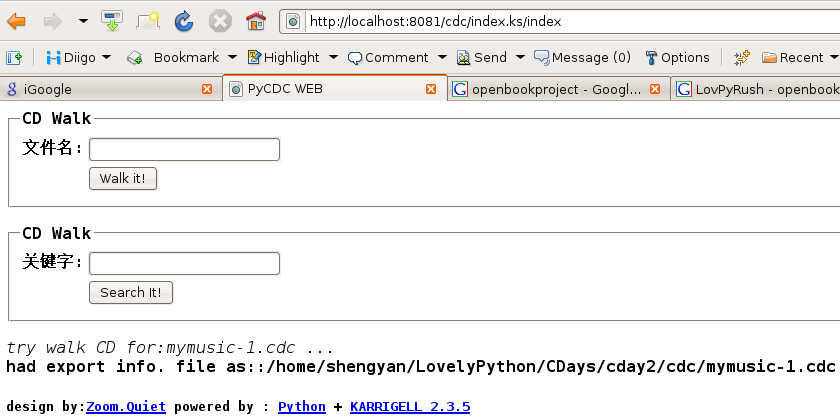 http://localhost:8081/cdc/index.ks/index
Diigo Bookmark Highlight Comment Send Message (0) Options Recent
iGoogle PyCDC WEB openbookproject - Googl... LovPyRush - openbook
CD Walk
文件名:
Walk it!
CD Walk
关键字:
Search It!
try walk CD for:mymusic-1.cdc ...
had export info. file as::/home/shengyan/LovelyPython/CDays/cday2/cdc/mymusic-1.cdc
design by:Zoom.Quiet powered by : Python + KARRIGELL 2.3.5